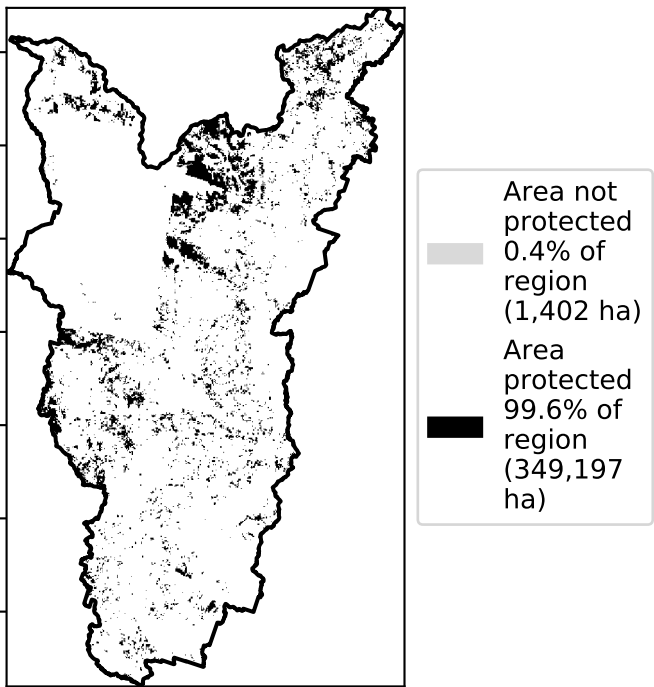 Area not
protected
0.4% of
region
(1,402 ha)
Area
protected
99.6% of
region
(349,197
ha)